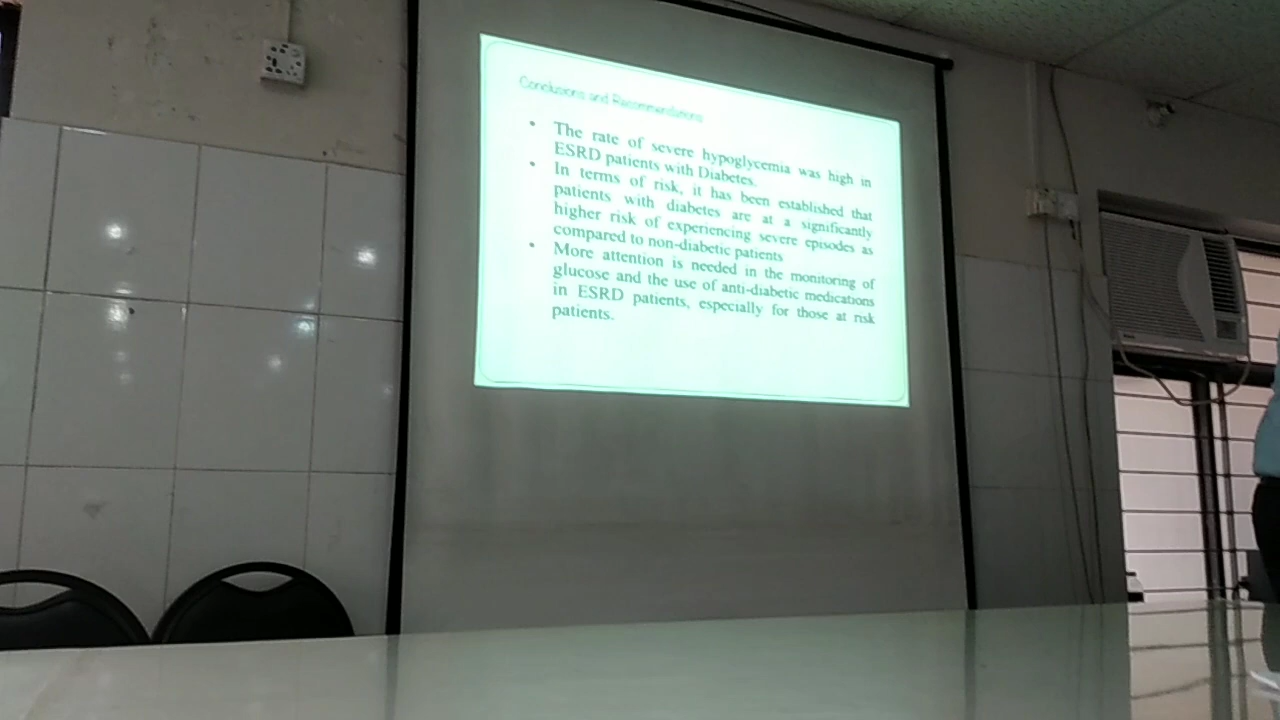 Conclusions and Recommendations
• The rate of severe hypoglycemia was high in
ESRD patients with Diabetes.
• In terms of risk, it has been established that
patients with diabetes are at a significantly
higher risk of experiencing severe episodes as
compared to non-diabetic patients
• More attention is needed in the monitoring of
glucose and the use of anti-diabetic medications
in ESRD patients, especially for those at risk
patients.